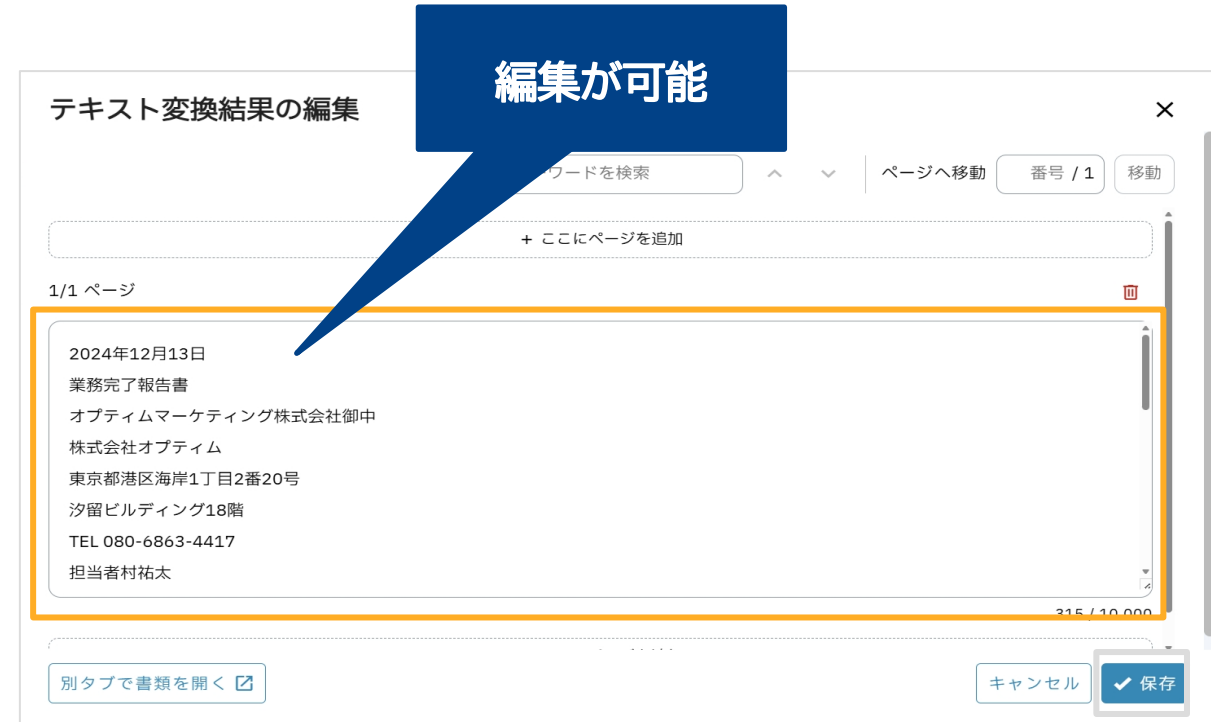 編集が可能
テキスト変換結果の編集
ワードを検索
ページへ移動
番号 / 1
移動
+ ここにページを追加
1/1 ページ
2024年12月13日
業務完了報告書
オプティムマーケティング株式会社御中
株式会社オプティム
東京都港区海岸1丁目2番20号
汐留ビルディング18階
TEL 080-6863-4417
担当者村祐太
315 / 10,000
別タブで書類を開く
キャンセル
保存